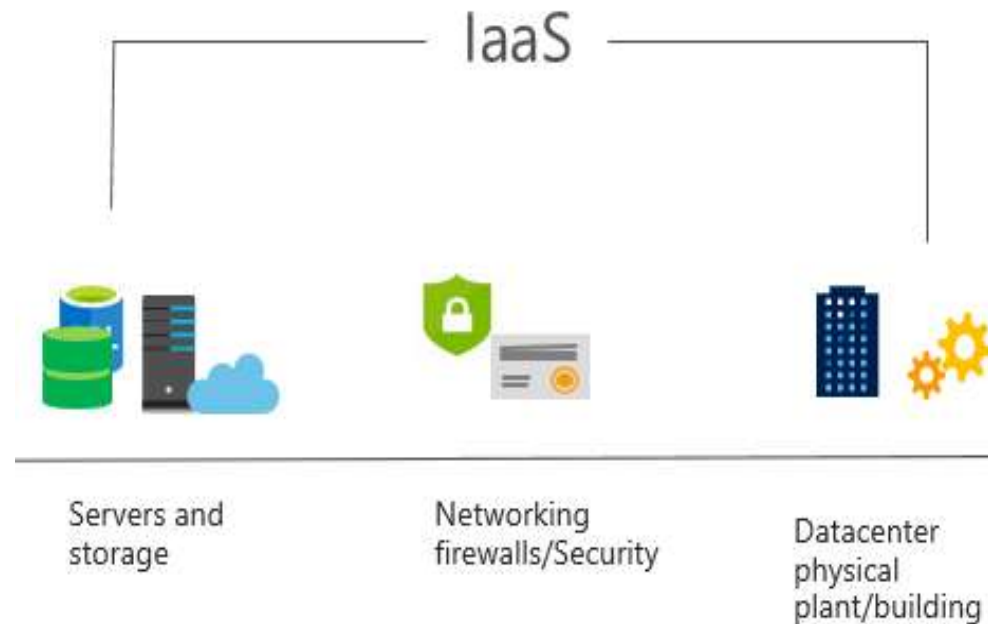 IaaS
Servers and
storage
Networking
firewalls/Security
Datacenter
physical
plant/building